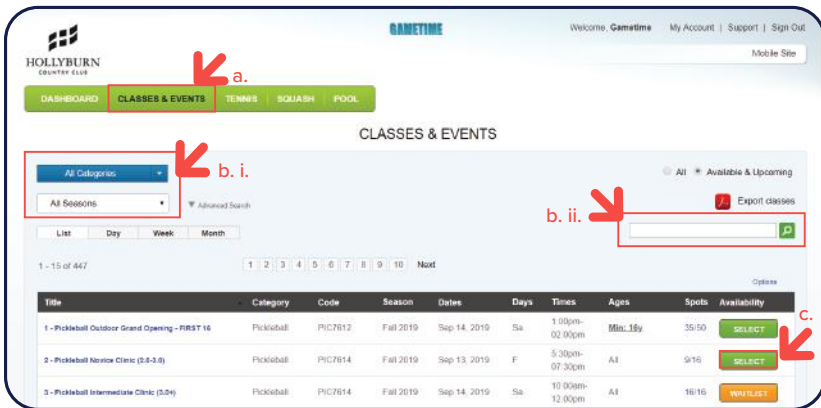 GAMETIME
Welcome, Gametime My Account | Support | Sign Out
Mobile Site
HOLLYBURN
COUNTRY CLUB
a.
DASHBOARD CLASSES & EVENTS TENNIS SQUASH POOL
CLASSES & EVENTS
All Categories
b. i.
All Available & Upcoming
All Seasons
Advanced Search
Export classes
b. ii.
List Day Week Month
1 - 15 of 447
1 2 3 4 5 6 7 8 9 10 Next
Options
Title Category Code Season Dates Days Times Ages Spots Availability
c.
1 - Pickleball Outdoor Grand Opening - FIRST 16 Pickleball PIC7612 Fall 2019 Sep 14, 2019 Sa 1:00pm- Min: 16y 35/50 SELECT
02:00pm
2 - Pickleball Novice Clinic (2.0-3.0) Pickleball PIC7614 Fall 2019 Sep 13, 2019 F 5:30pm- All 9/16 SELECT
07:30pm
3 - Pickleball Intermediate Clinic (3.0+) Pickleball PIC7614 Fall 2019 Sep 14, 2019 Sa 10:00am- All 16/16 WAITLIST
12:00pm